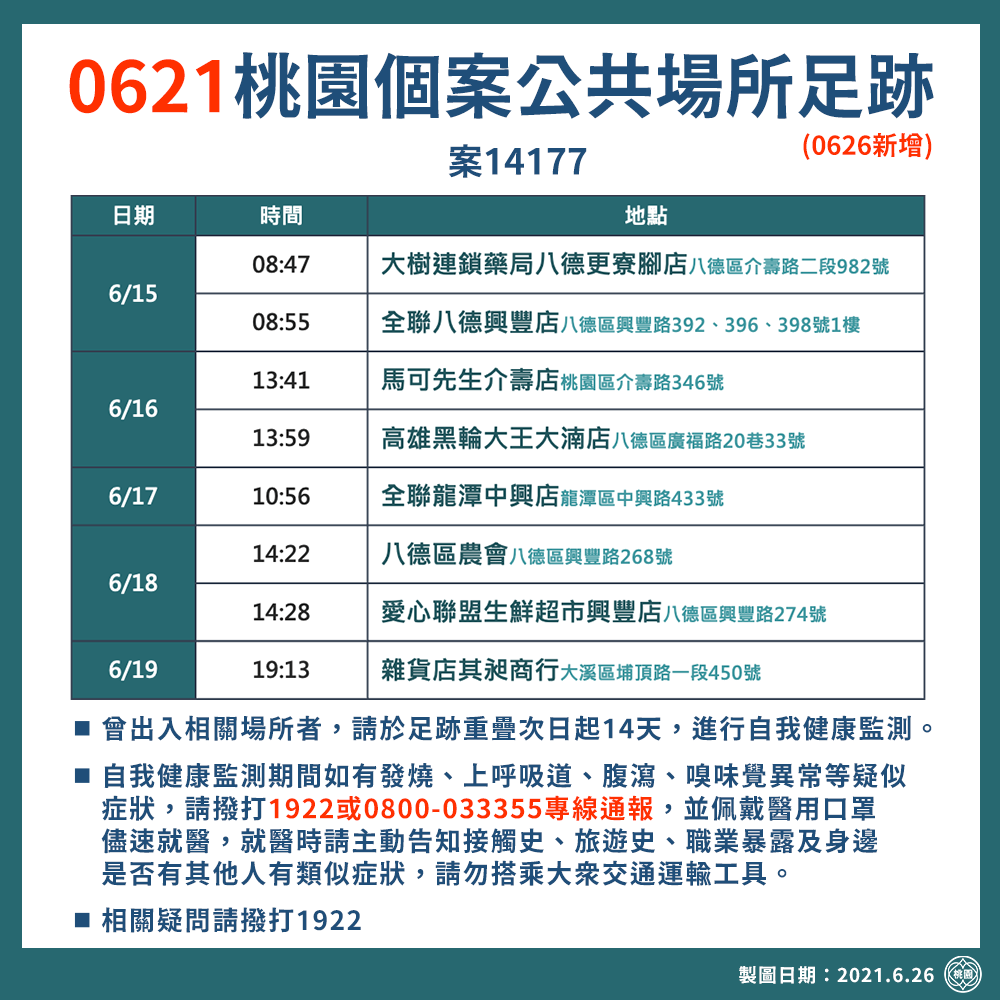 0621桃園個案公共場所足跡
(0626新增)
案14177
日期 時間 地點
6/15
08:47 大樹連鎖藥局八德更寮腳店八德區介壽路二段982號
08:55 全聯八德興豐店八德區興豐路392、396、398號1樓
6/16
13:41 馬可先生介壽店桃園區介壽路346號
13:59 高雄黑輪大王大湳店八德區廣福路20巷33號
6/17 10:56 全聯龍潭中興店龍潭區中興路433號
6/18
14:22 八德區農會八德區興豐路268號
14:28 愛心聯盟生鮮超市興豐店八德區興豐路274號
6/19 19:13 雜貨店其昶商行大溪區埔頂路一段450號
■ 曾出入相關場所者，請於足跡重疊次日起14天，進行自我健康監測。
■ 自我健康監測期間如有發燒、上呼吸道、腹瀉、嗅味覺異常等疑似
症狀，請撥打1922或0800-033355專線通報，並佩戴醫用口罩
儘速就醫，就醫時請主動告知接觸史、旅遊史、職業暴露及身邊
是否有其他人有類似症狀，請勿搭乘大眾交通運輸工具。
■ 相關疑問請撥打1922
製圖日期：2021.6.26 桃園